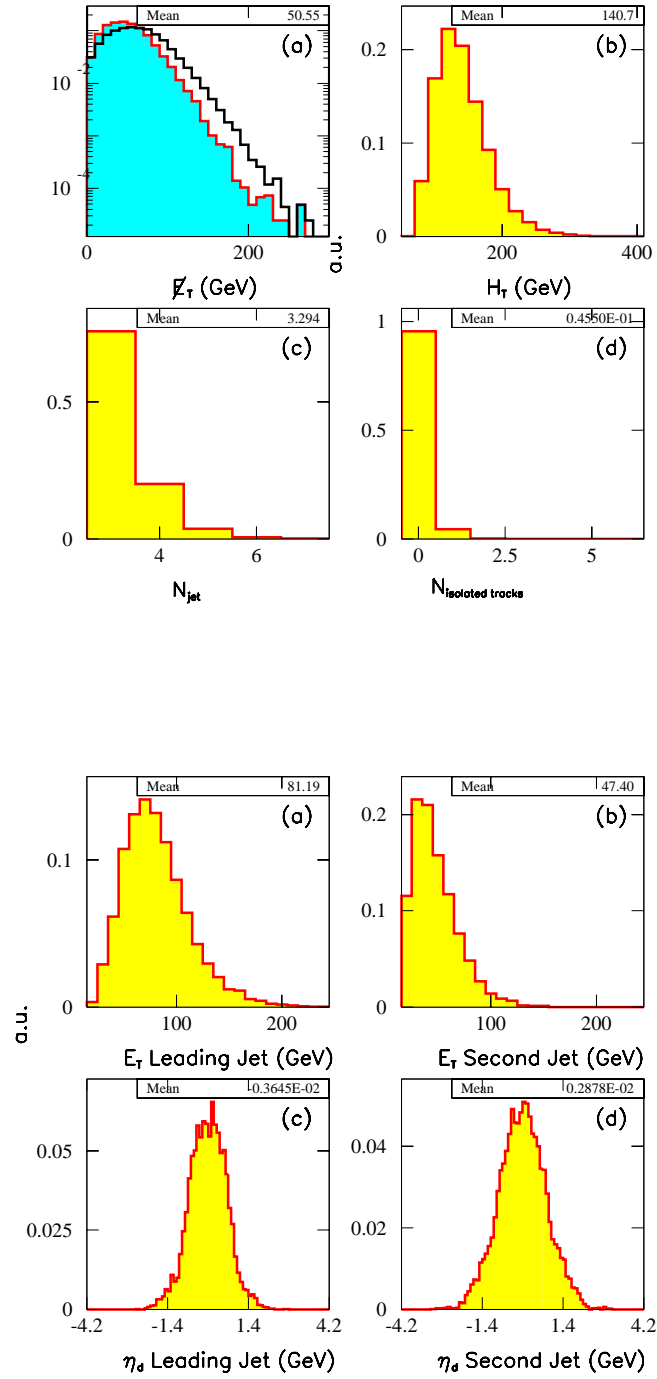 Mean 50.55
(a)
10 -2
10 -4
0 200
E̸T (GeV)
a.u.
Mean 140.7
(b)
0.2
0.1
0
200 400
HT (GeV)
Mean 3.294
(c)
0.5
0
4 6
Njet
Mean 0.4550E-01
(d)
1
0.5
0
0 2.5 5
Nisolated tracks
Mean 81.19
(a)
0.1
0
100 200
ET Leading Jet (GeV)
a.u.
Mean 47.40
(b)
0.2
0.1
0
100 200
ET Second Jet (GeV)
Mean -0.3645E-02
(c)
0.05
0.025
0
-4.2 -1.4 1.4 4.2
ηd Leading Jet (GeV)
Mean 0.2878E-02
(d)
0.04
0.02
0
-4.2 -1.4 1.4 4.2
ηd Second Jet (GeV)